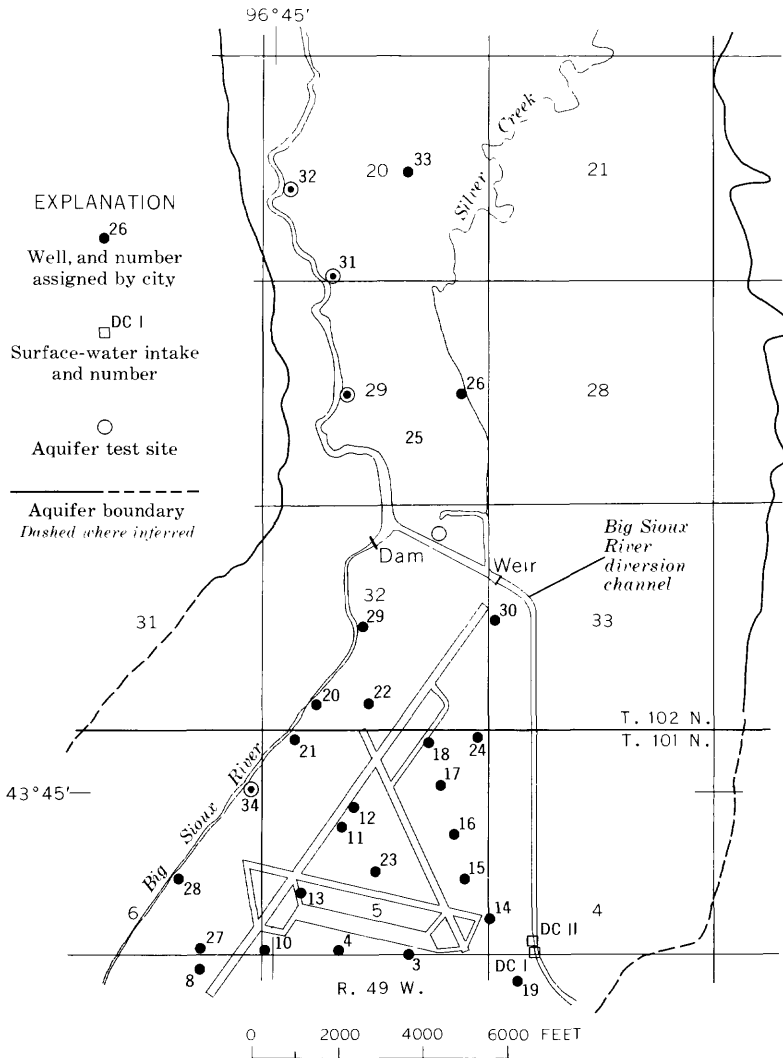 96°45'
Silver Creek
33
20
21
32
EXPLANATION
26
Well, and number
assigned by city
31
DC I
Surface-water intake
and number
29
26
28
25
Aquifer test site
Aquifer boundary
Dashed where inferred
Big Sioux
River
diversion
channel
Dam
Weir
32
31
29
30
33
20
22
T. 102 N.
T. 101 N.
21
18
24
43°45'
34
17
12
11
16
Big Sioux River
23
15
28
13
5
14
4
6
DC II
27
10
4
3
DC I
8
19
R. 49 W.
0 2000 4000 6000 FEET